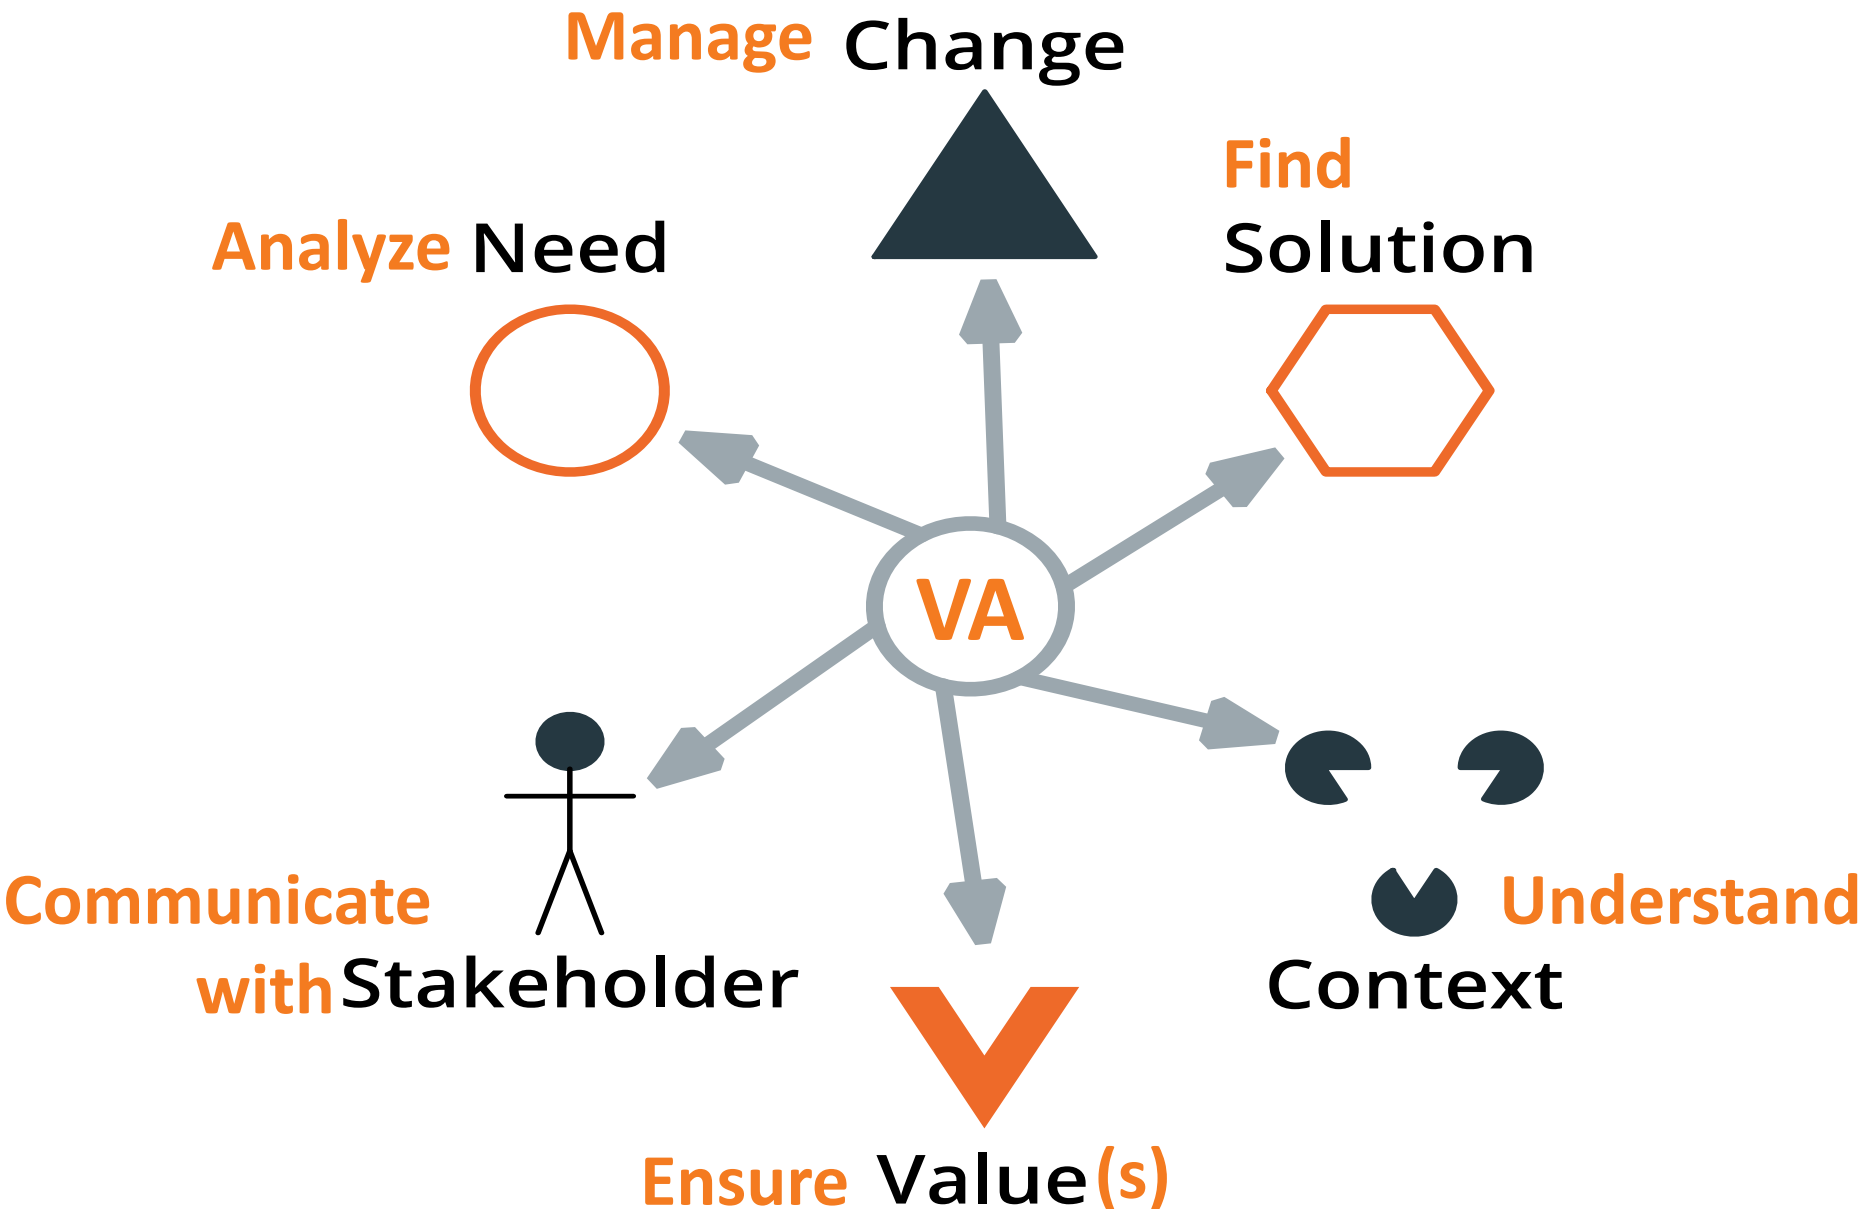 Manage Change
Find
Solution
Analyze Need
VA
Communicate
with Stakeholder
Understand
Context
Ensure Value(s)